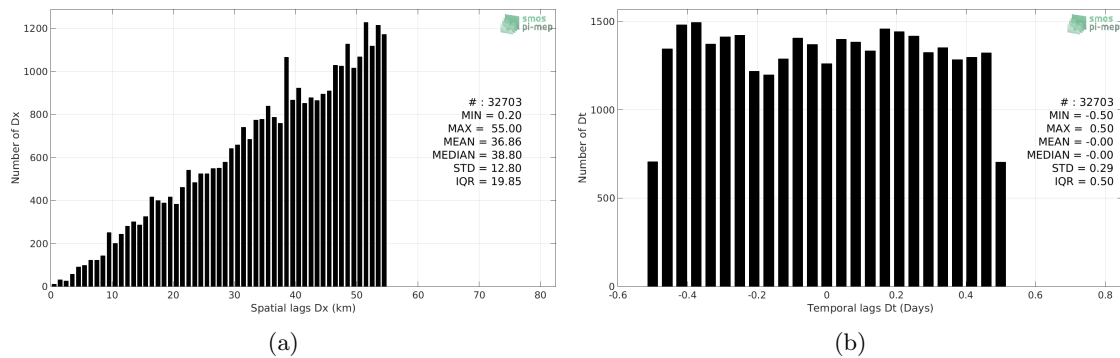 smos
pi-mep
1200
1000
800
600
400
200
0
Number of Dx
# : 32703
MIN = 0.20
MAX = 55.00
MEAN = 36.86
MEDIAN = 38.80
STD = 12.80
IQR = 19.85
0 10 20 30 40 50 60 70 80
Spatial lags Dx (km)
(a)
smos
pi-mep
1500
1000
500
0
Number of Dt
# : 32703
MIN = -0.50
MAX = 0.50
MEAN = -0.00
MEDIAN = -0.00
STD = 0.29
IQR = 0.50
-0.6 -0.4 -0.2 0 0.2 0.4 0.6 0.8
Temporal lags Dt (Days)
(b)